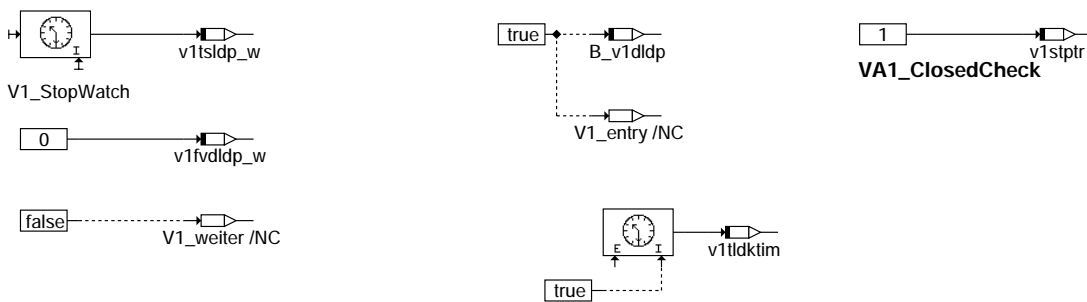 true
1
I
v1tsldp_w
B_v1dldp
v1stptr
VA1_ClosedCheck
V1_StopWatch
0
v1fvdldp_w
V1_entry /NC
false
V1_weiter /NC
E I
v1tldktim
true